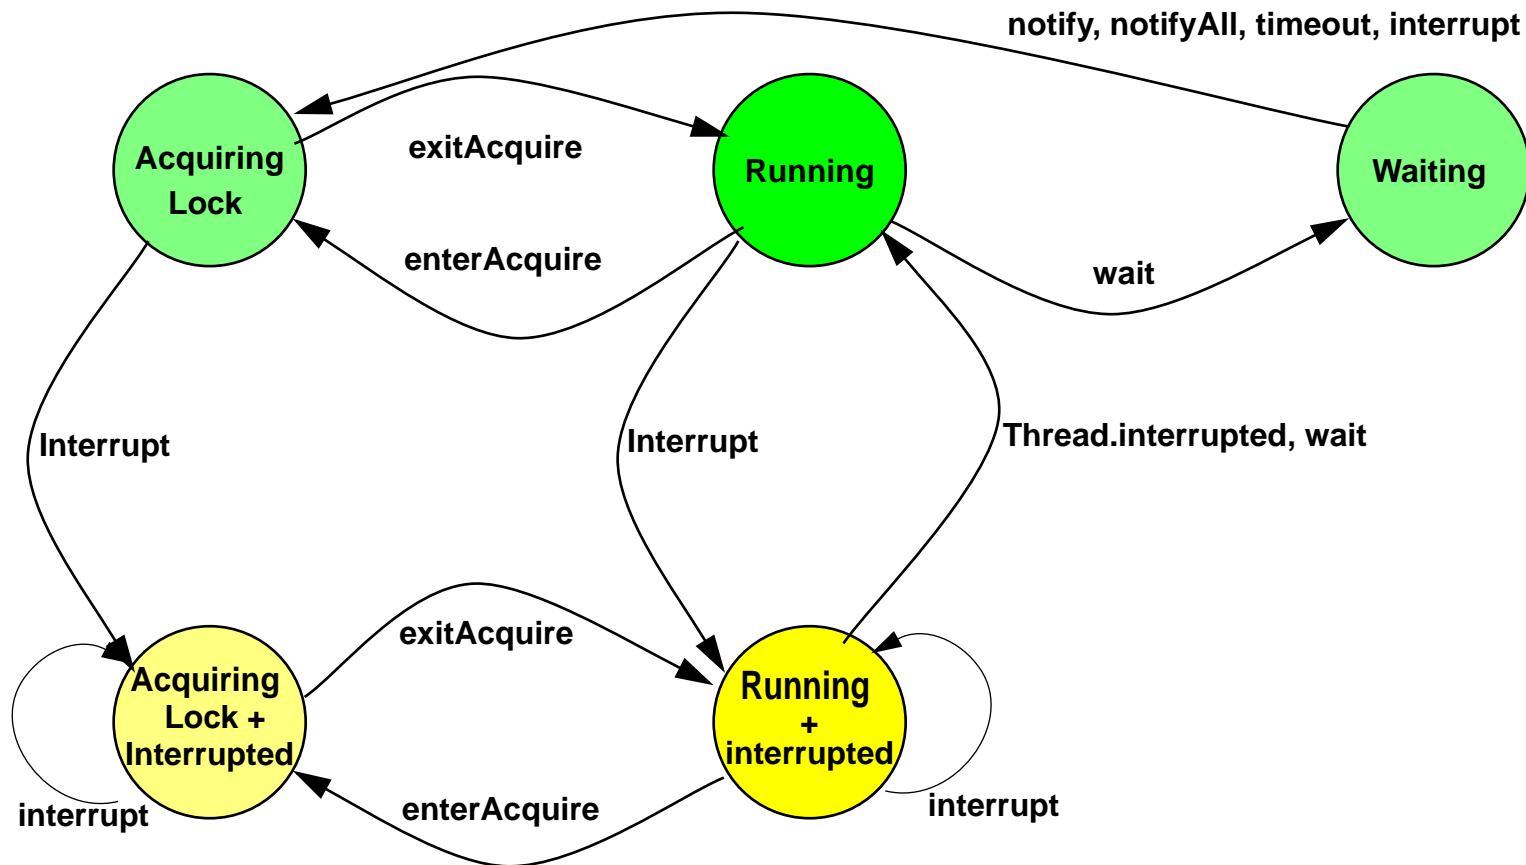 notify, notifyAll, timeout, interrupt
exitAcquire
Acquiring
Lock
Running
Waiting
enterAcquire
wait
Interrupt
Interrupt
Thread.interrupted, wait
exitAcquire
Acquiring
Lock +
Interrupted
Running
+
interrupted
interrupt
enterAcquire
interrupt